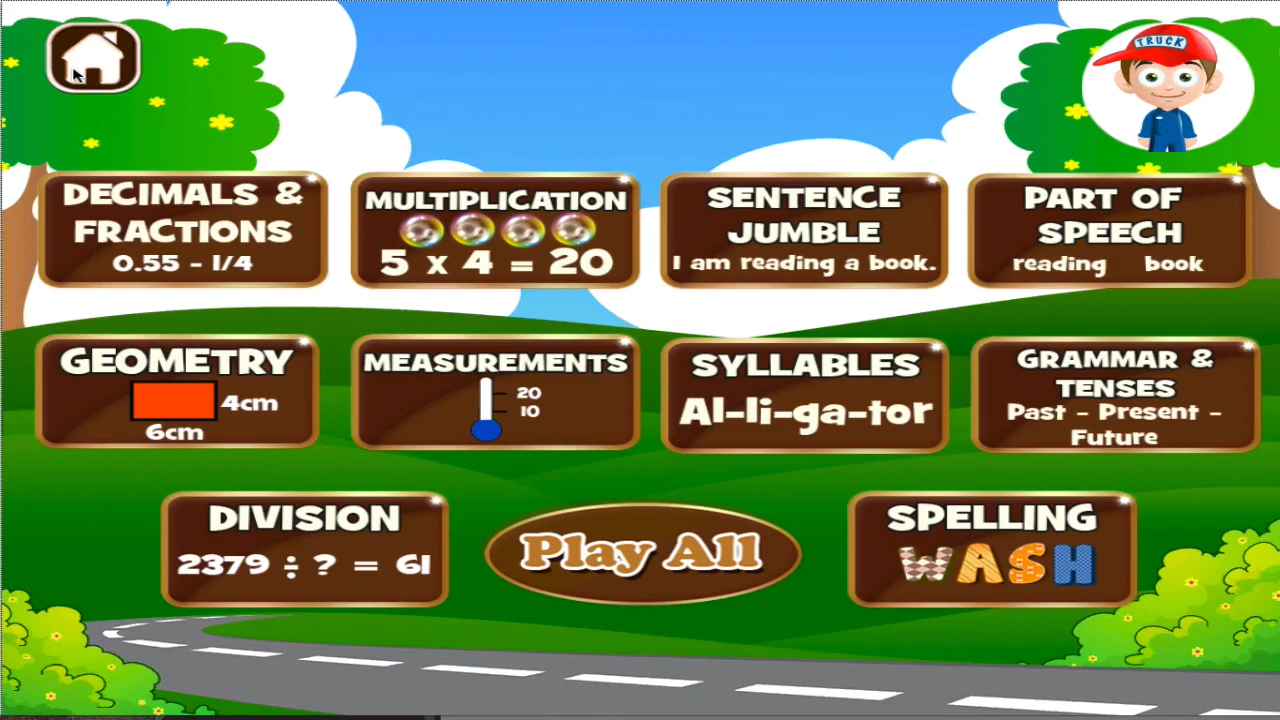 TRUCK
DECIMALS &
FRACTIONS
0.55 - 1/4
MULTIPLICATION
5 x 4 = 20
SENTENCE
JUMBLE
I am reading a book.
PART OF
SPEECH
reading book
GEOMETRY
4cm
6cm
MEASUREMENTS
20
10
SYLLABLES
Al-li-ga-tor
GRAMMAR &
TENSES
Past - Present -
Future
DIVISION
2379 ÷ ? = 61
Play All
SPELLING
WASH